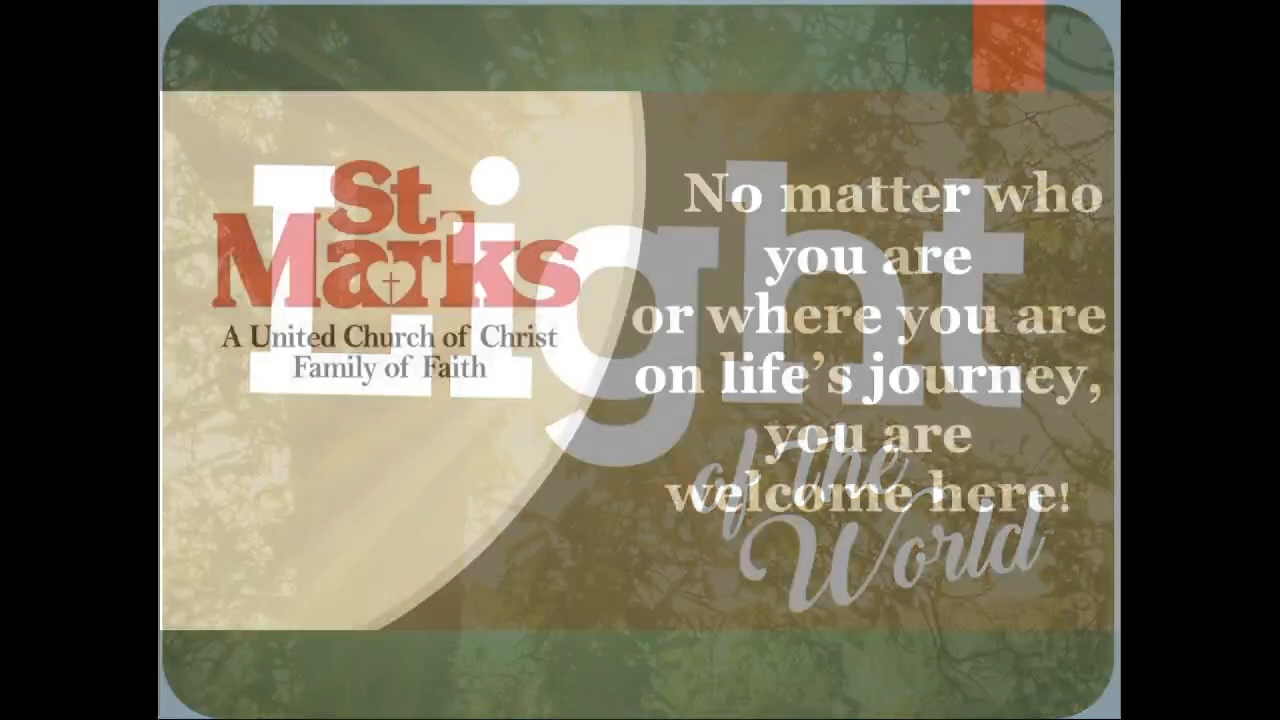 St
Marks
A United Church of Christ
Family of Faith
No matter who
you are
or where you are
on life's journey,
you are
welcome here!
Light
of the
World